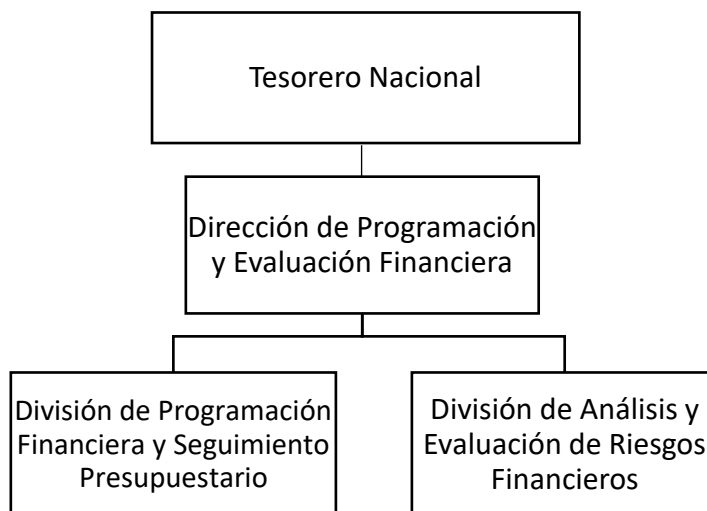 Tesorero Nacional
Dirección de Programación
y Evaluación Financiera
División de Programación
Financiera y Seguimiento
Presupuestario
División de Análisis y
Evaluación de Riesgos
Financieros